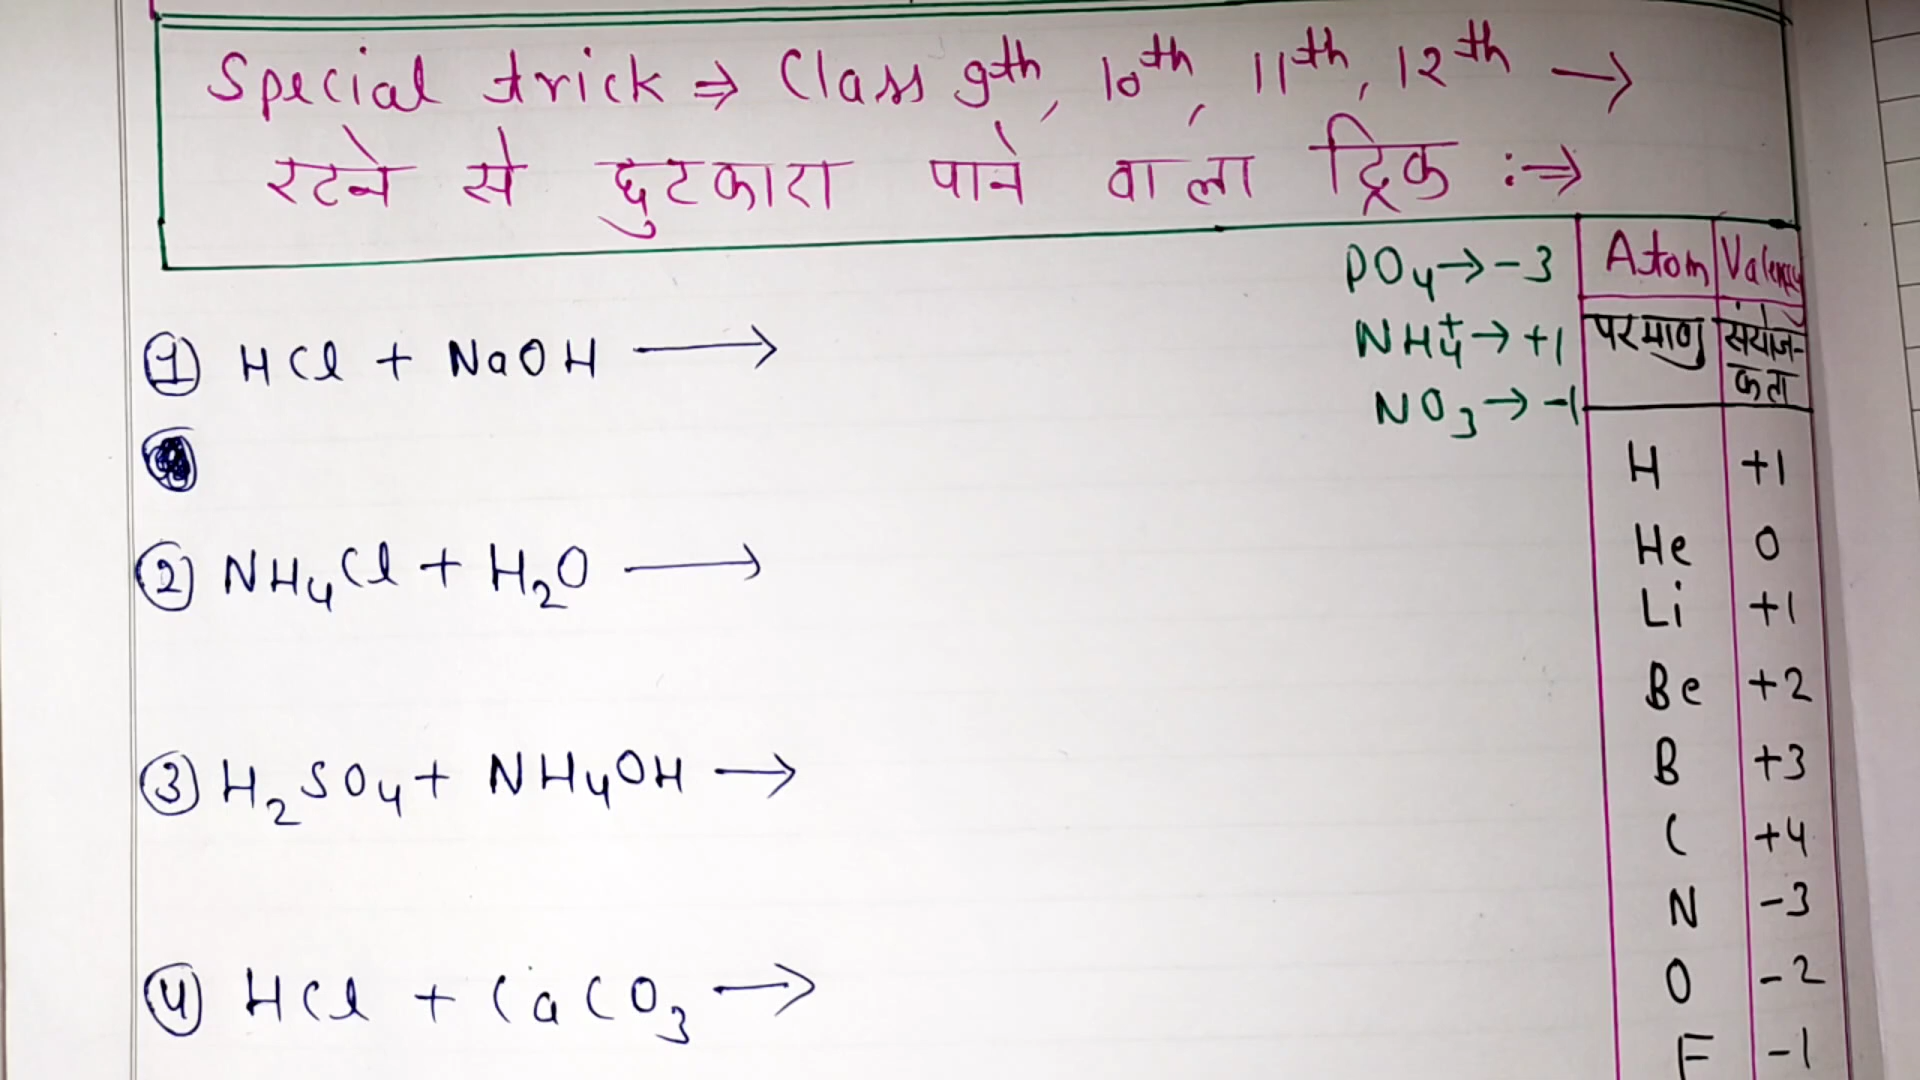 Special trick ⇒ Class 9th, 10th, 11th, 12th →
रटने से छुटकारा पाने वाला ट्रिक :⇒
PO₄ → -3
NH₄⁺ → +1
NO₃ → -1
① HCl + NaOH ⟶
② NH₄Cl + H₂O ⟶
③ H₂SO₄ + NH₄OH ⟶
④ HCl + CaCO₃ ⟶
Atom Valency
परमाणु संयोज-
कता
H +1
He 0
Li +1
Be +2
B +3
C +4
N -3
O -2
F -1